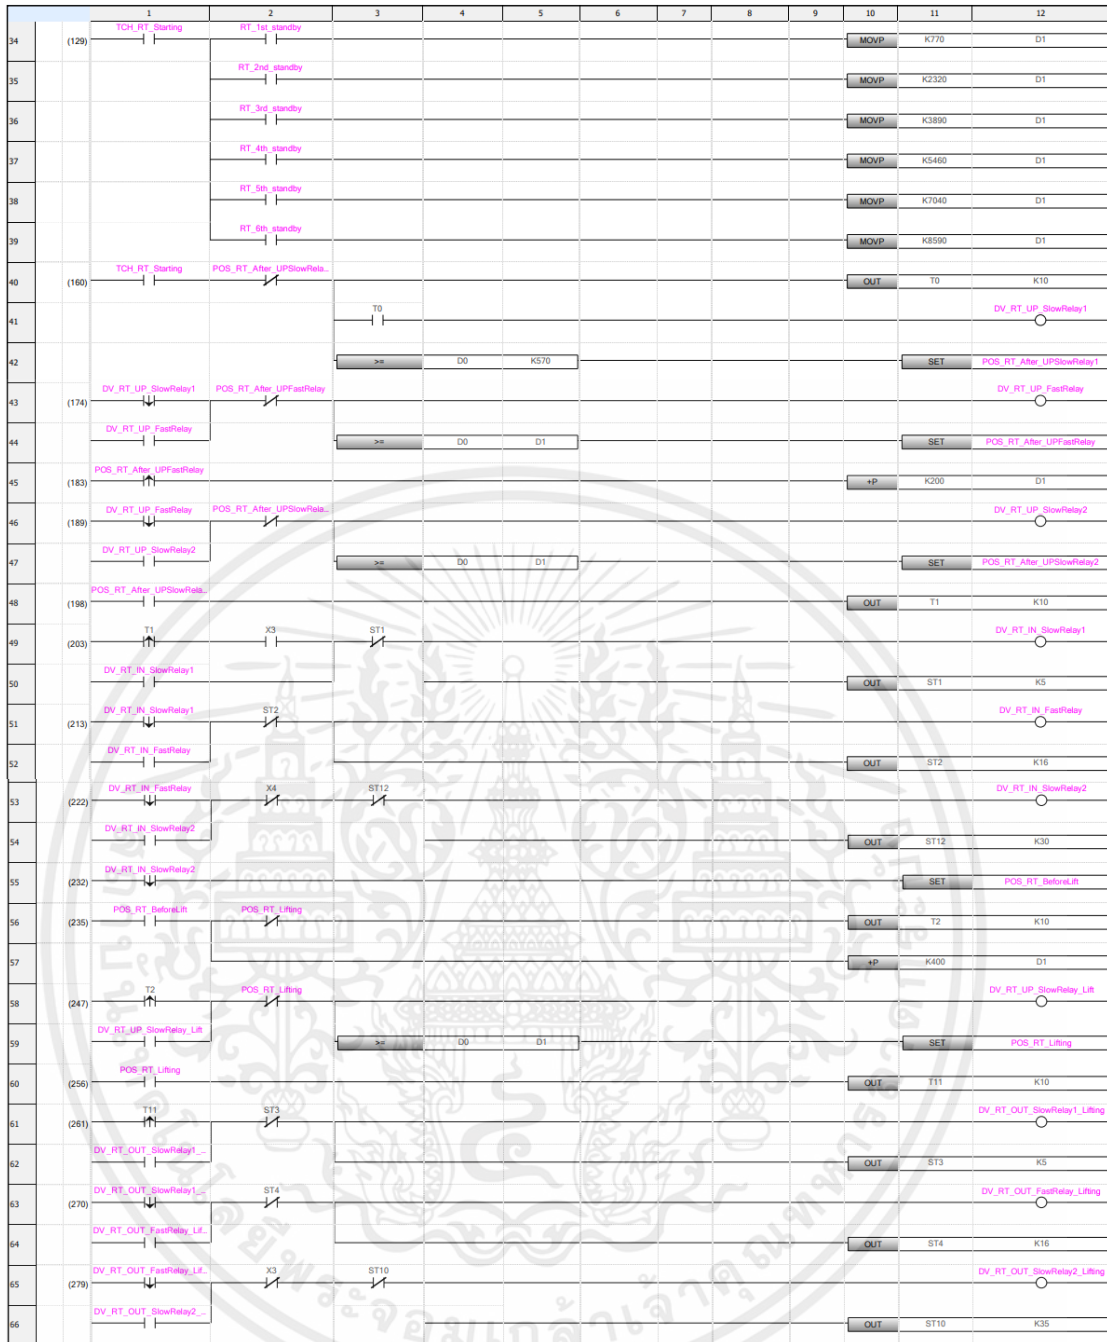 1 2 3 4 5 6 7 8 9 10 11 12
TCH_RT_Starting RT_1st_standby
34 (129) MOVP K770 D1
RT_2nd_standby
35 MOVP K2320 D1
RT_3rd_standby
36 MOVP K3890 D1
RT_4th_standby
37 MOVP K5460 D1
RT_5th_standby
38 MOVP K7040 D1
RT_6th_standby
39 MOVP K8590 D1
TCH_RT_Starting POS_RT_After_UPSlowRela...
40 (160) OUT T0 K10
T0 DV_RT_UP_SlowRelay1
41
42 >= D0 K570 SET POS_RT_After_UPSlowRelay1
DV_RT_UP_SlowRelay1 POS_RT_After_UPFastRelay DV_RT_UP_FastRelay
43 (174)
DV_RT_UP_FastRelay
44 >= D0 D1 SET POS_RT_After_UPFastRelay
POS_RT_After_UPFastRelay
45 (183) +P K200 D1
DV_RT_UP_FastRelay POS_RT_After_UPSlowRela... DV_RT_UP_SlowRelay2
46 (189)
DV_RT_UP_SlowRelay2
47 >= D0 D1 SET POS_RT_After_UPSlowRelay2
POS_RT_After_UPSlowRela...
48 (198) OUT T1 K10
T1 X3 ST1 DV_RT_IN_SlowRelay1
49 (203)
DV_RT_IN_SlowRelay1
50 OUT ST1 K5
DV_RT_IN_SlowRelay1 ST2 DV_RT_IN_FastRelay
51 (213)
DV_RT_IN_FastRelay
52 OUT ST2 K16
DV_RT_IN_FastRelay X4 ST12 DV_RT_IN_SlowRelay2
53 (222)
DV_RT_IN_SlowRelay2
54 OUT ST12 K30
DV_RT_IN_SlowRelay2
55 (232) SET POS_RT_BeforeLift
POS_RT_BeforeLift POS_RT_Lifting
56 (235) OUT T2 K10
57 +P K400 D1
T2 POS_RT_Lifting DV_RT_UP_SlowRelay_Lift
58 (247)
DV_RT_UP_SlowRelay_Lift
59 >= D0 D1 SET POS_RT_Lifting
POS_RT_Lifting
60 (256) OUT T11 K10
T11 ST3 DV_RT_OUT_SlowRelay1_Lifting
61 (261)
DV_RT_OUT_SlowRelay1_...
62 OUT ST3 K5
DV_RT_OUT_SlowRelay1_... ST4 DV_RT_OUT_FastRelay_Lifting
63 (270)
DV_RT_OUT_FastRelay_Lif...
64 OUT ST4 K16
DV_RT_OUT_FastRelay_Lif... X3 ST10 DV_RT_OUT_SlowRelay2_Lifting
65 (279)
DV_RT_OUT_SlowRelay2_...
66 OUT ST10 K35